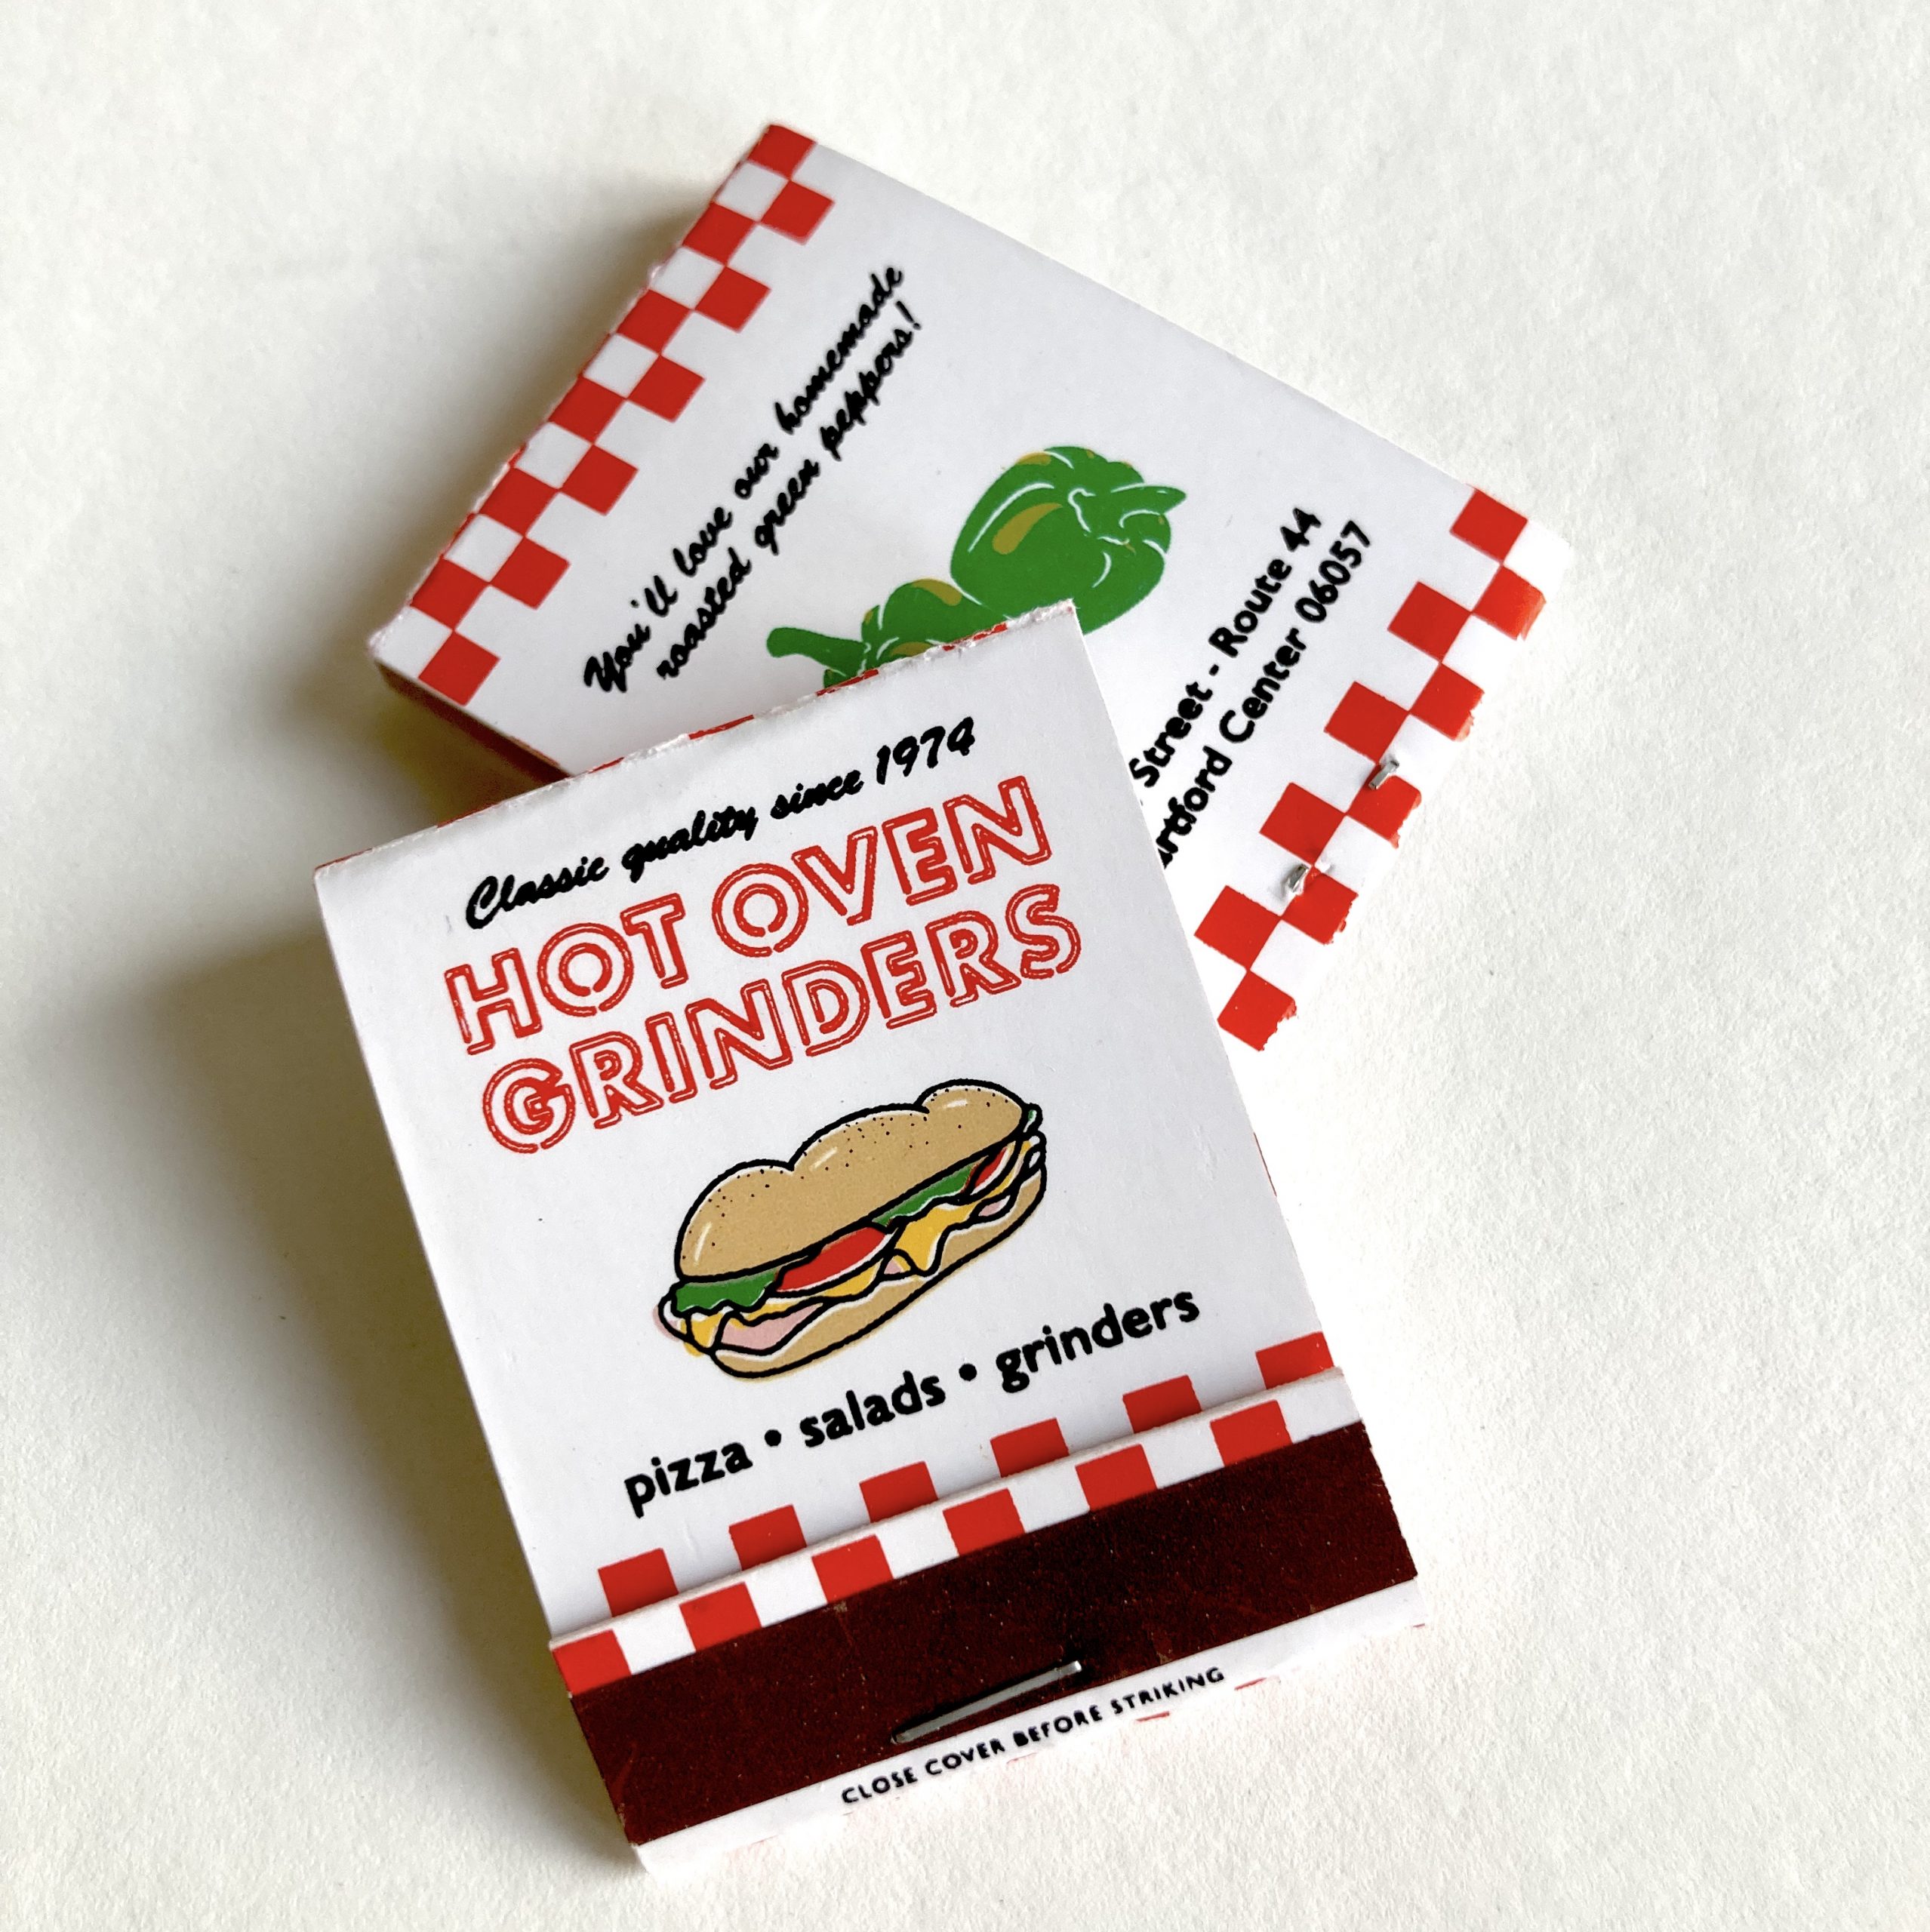 You'll love our homemade
roasted green peppers!
Street - Route 44
Center 06057
Classic quality since 1974
HOT OVEN
GRINDERS
pizza • salads • grinders
CLOSE COVER BEFORE STRIKING